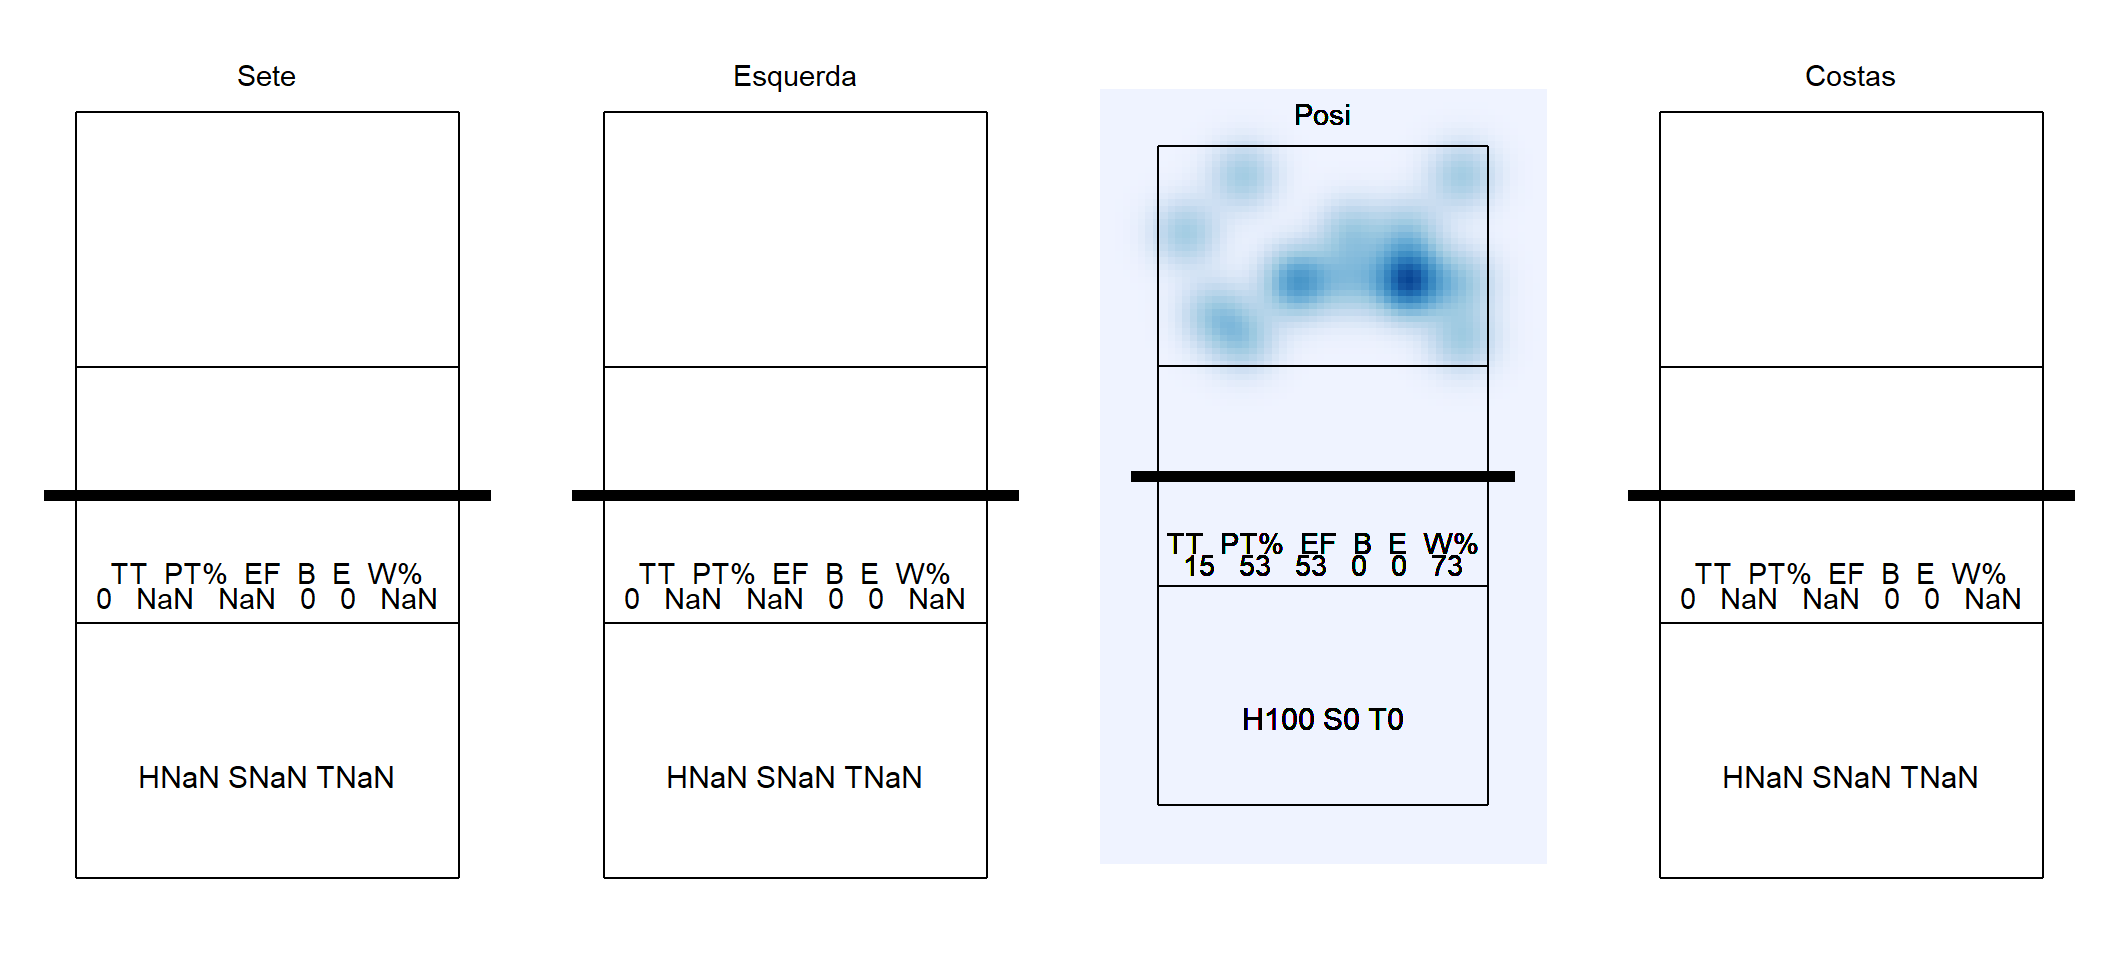 Sete
TT PT% EF B E W%
0 NaN NaN 0 0 NaN
HNaN SNaN TNaN
Esquerda
TT PT% EF B E W%
0 NaN NaN 0 0 NaN
HNaN SNaN TNaN
Posi
TT PT% EF B E W%
15 53 53 0 0 73
H100 S0 T0
Costas
TT PT% EF B E W%
0 NaN NaN 0 0 NaN
HNaN SNaN TNaN